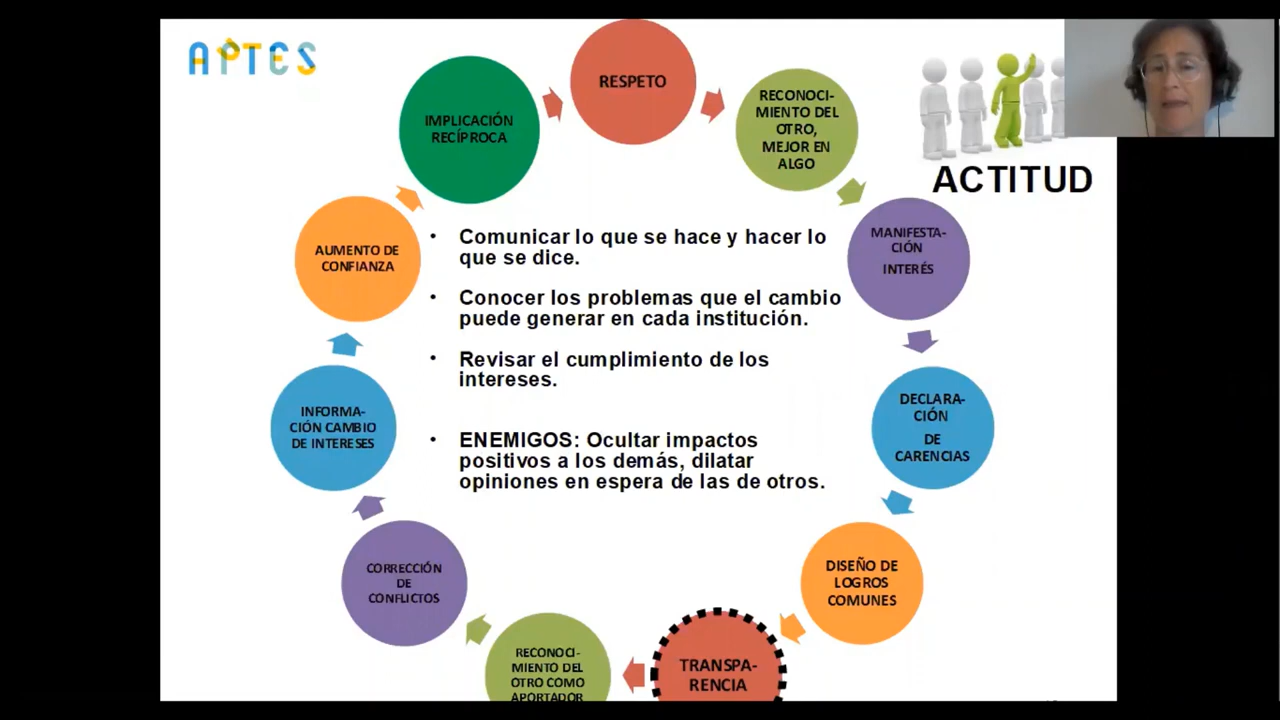 APTES
RESPETO
RECONOCI-
MIENTO DEL
OTRO,
MEJOR EN
ALGO
ACTITUD
MANIFESTA-
CIÓN
INTERÉS
DECLARA-
CIÓN
DE
CARENCIAS
DISEÑO DE
LOGROS
COMUNES
TRANSPA-
RENCIA
RECONOCI-
MIENTO DEL
OTRO COMO
APORTADOR
CORRECCIÓN
DE
CONFLICTOS
INFORMA-
CIÓN CAMBIO
DE INTERESES
AUMENTO DE
CONFIANZA
IMPLICACIÓN
RECÍPROCA
• Comunicar lo que se hace y hacer lo
que se dice.
• Conocer los problemas que el cambio
puede generar en cada institución.
• Revisar el cumplimiento de los
intereses.
• ENEMIGOS: Ocultar impactos
positivos a los demás, dilatar
opiniones en espera de las de otros.